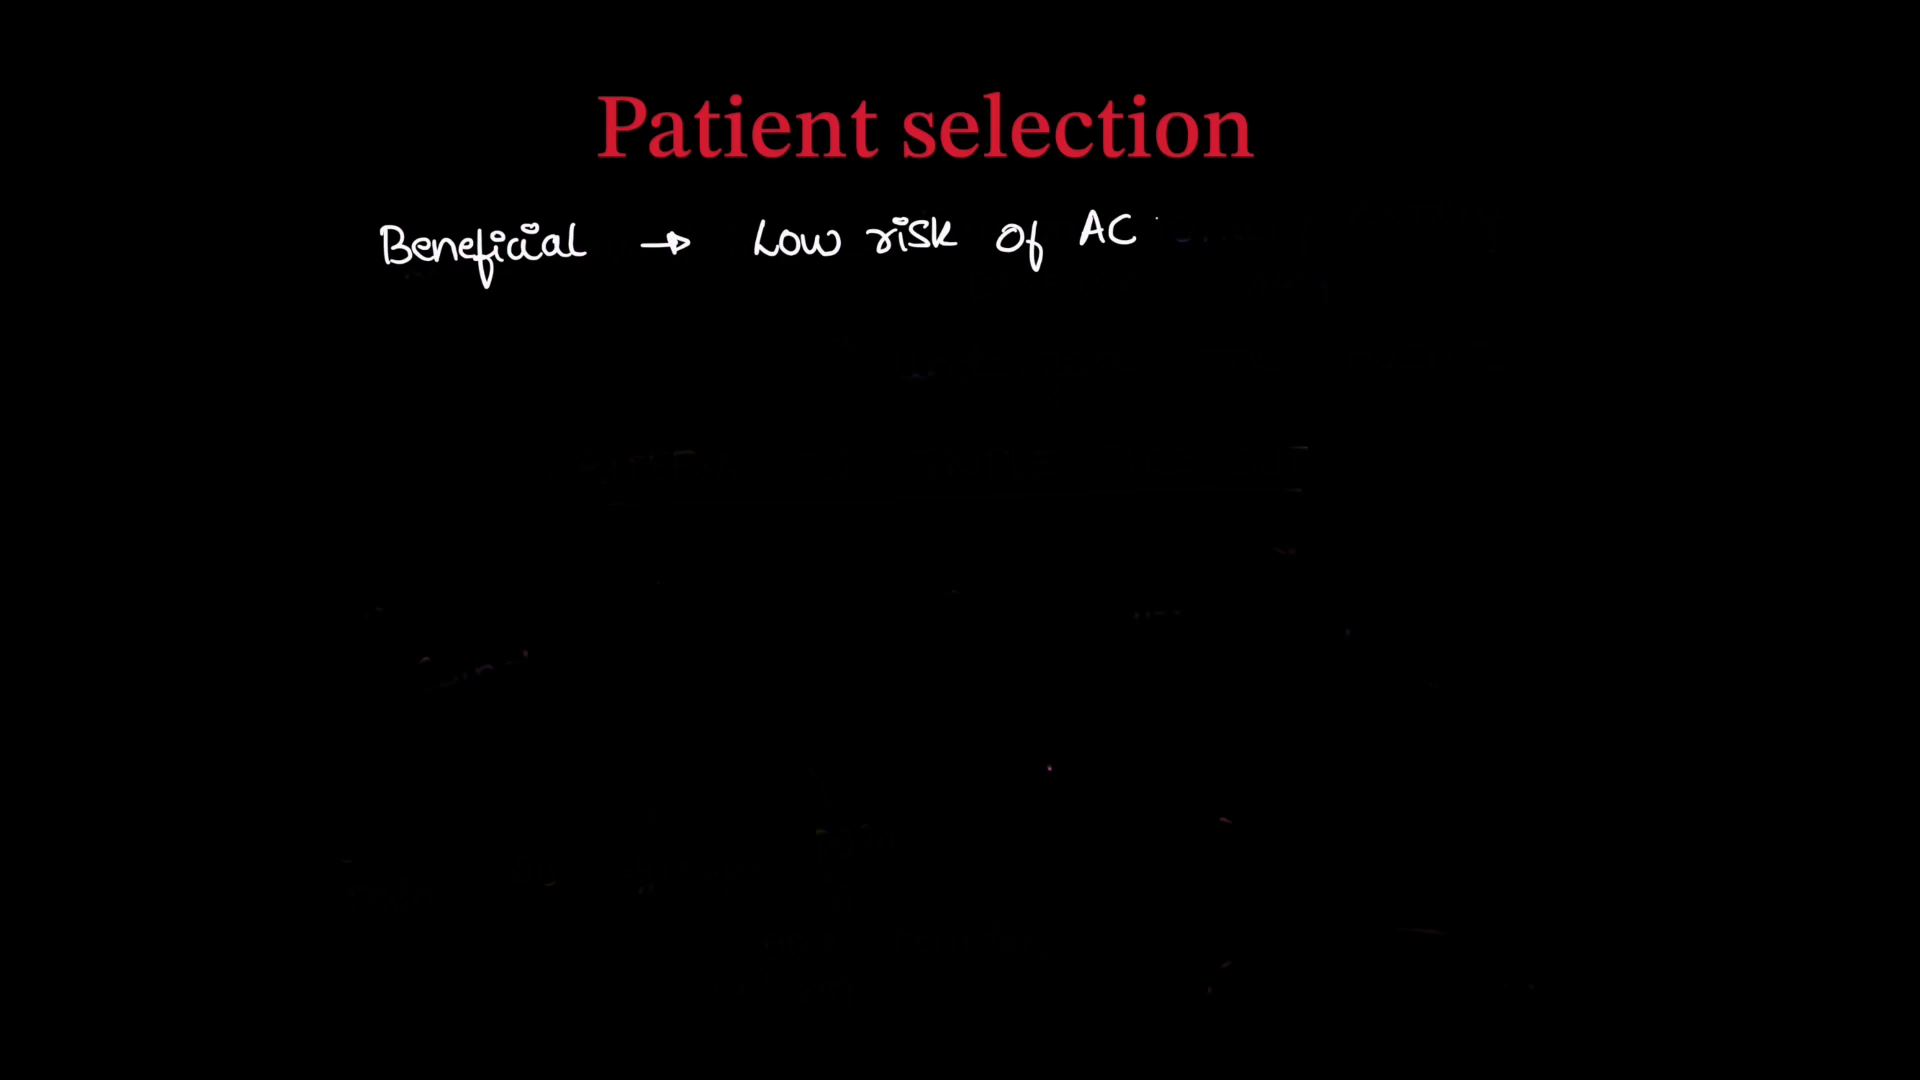 Patient selection
Beneficial → Low risk of AC